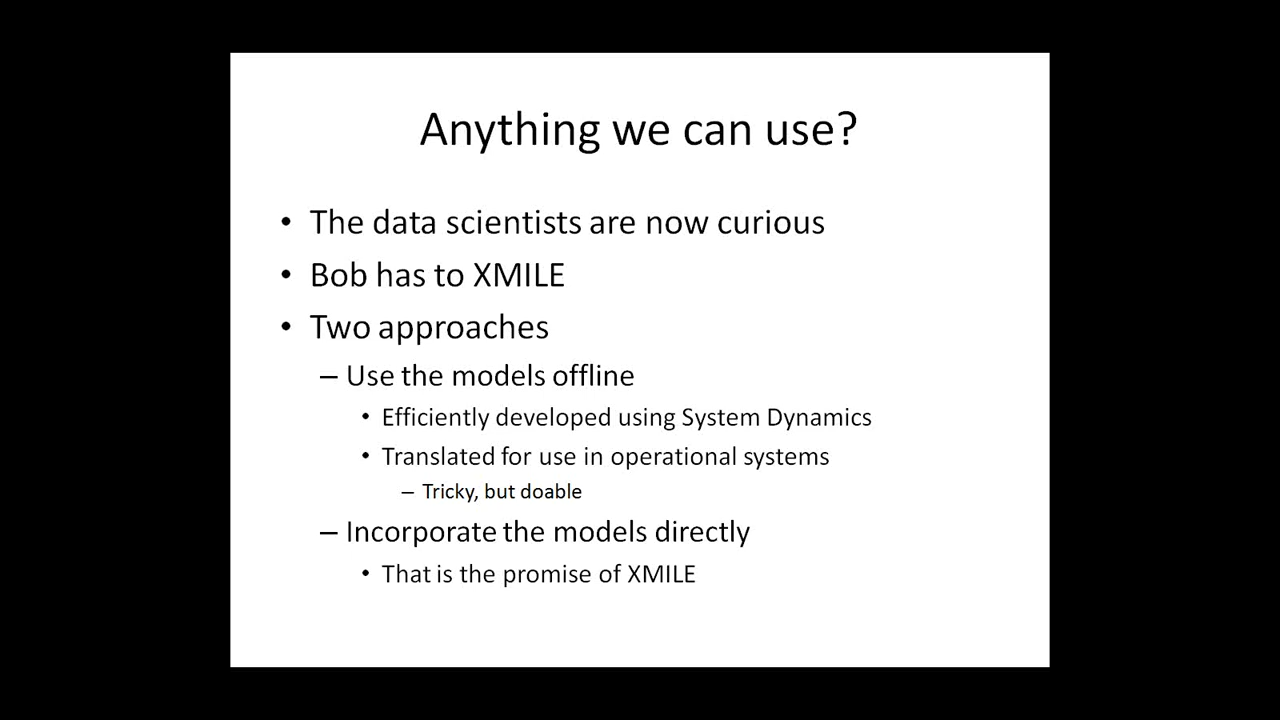 Anything we can use?
• The data scientists are now curious
• Bob has to XMILE
• Two approaches
– Use the models offline
• Efficiently developed using System Dynamics
• Translated for use in operational systems
– Tricky, but doable
– Incorporate the models directly
• That is the promise of XMILE